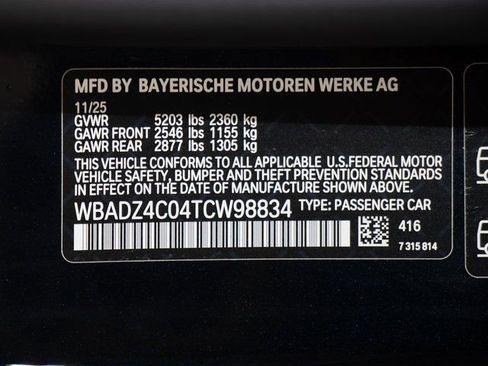 MFD BY BAYERISCHE MOTOREN WERKE AG
11/25
GVWR 5203 lbs 2360 kg
GAWR FRONT 2546 lbs 1155 kg
GAWR REAR 2877 lbs 1305 kg
THIS VEHICLE CONFORMS TO ALL APPLICABLE U.S.FEDERAL MOTOR
VEHICLE SAFETY, BUMPER AND THEFT PREVENTION STANDARDS
IN EFFECT ON THE DATE OF MANUFACTURE SHOWN ABOVE.
WBADZ4C04TCW98834 TYPE: PASSENGER CAR
416
7 315 814